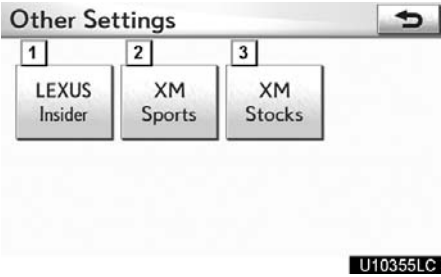 Other Settings
1 2 3
LEXUS XM XM
Insider Sports Stocks
U10355LC